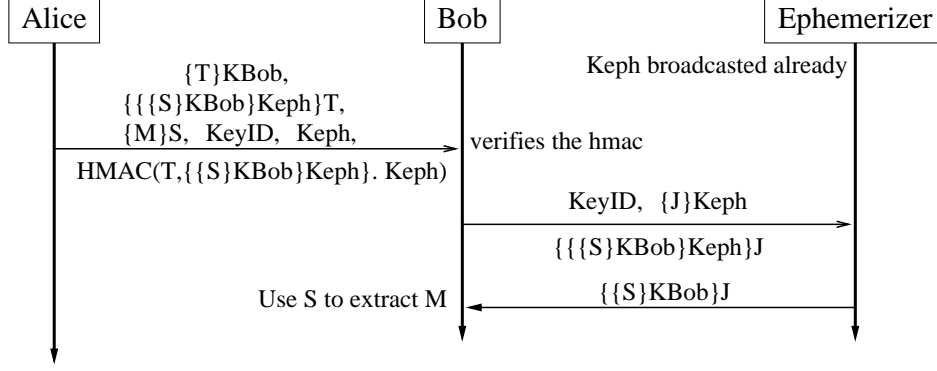 Alice
Bob
Ephemerizer
Keph broadcasted already
{T}KBob,
{{{S}KBob}Keph}T,
{M}S, KeyID, Keph,
HMAC(T,{{S}KBob}Keph}. Keph)
verifies the hmac
KeyID, {J}Keph
{{{S}KBob}Keph}J
{{S}KBob}J
Use S to extract M